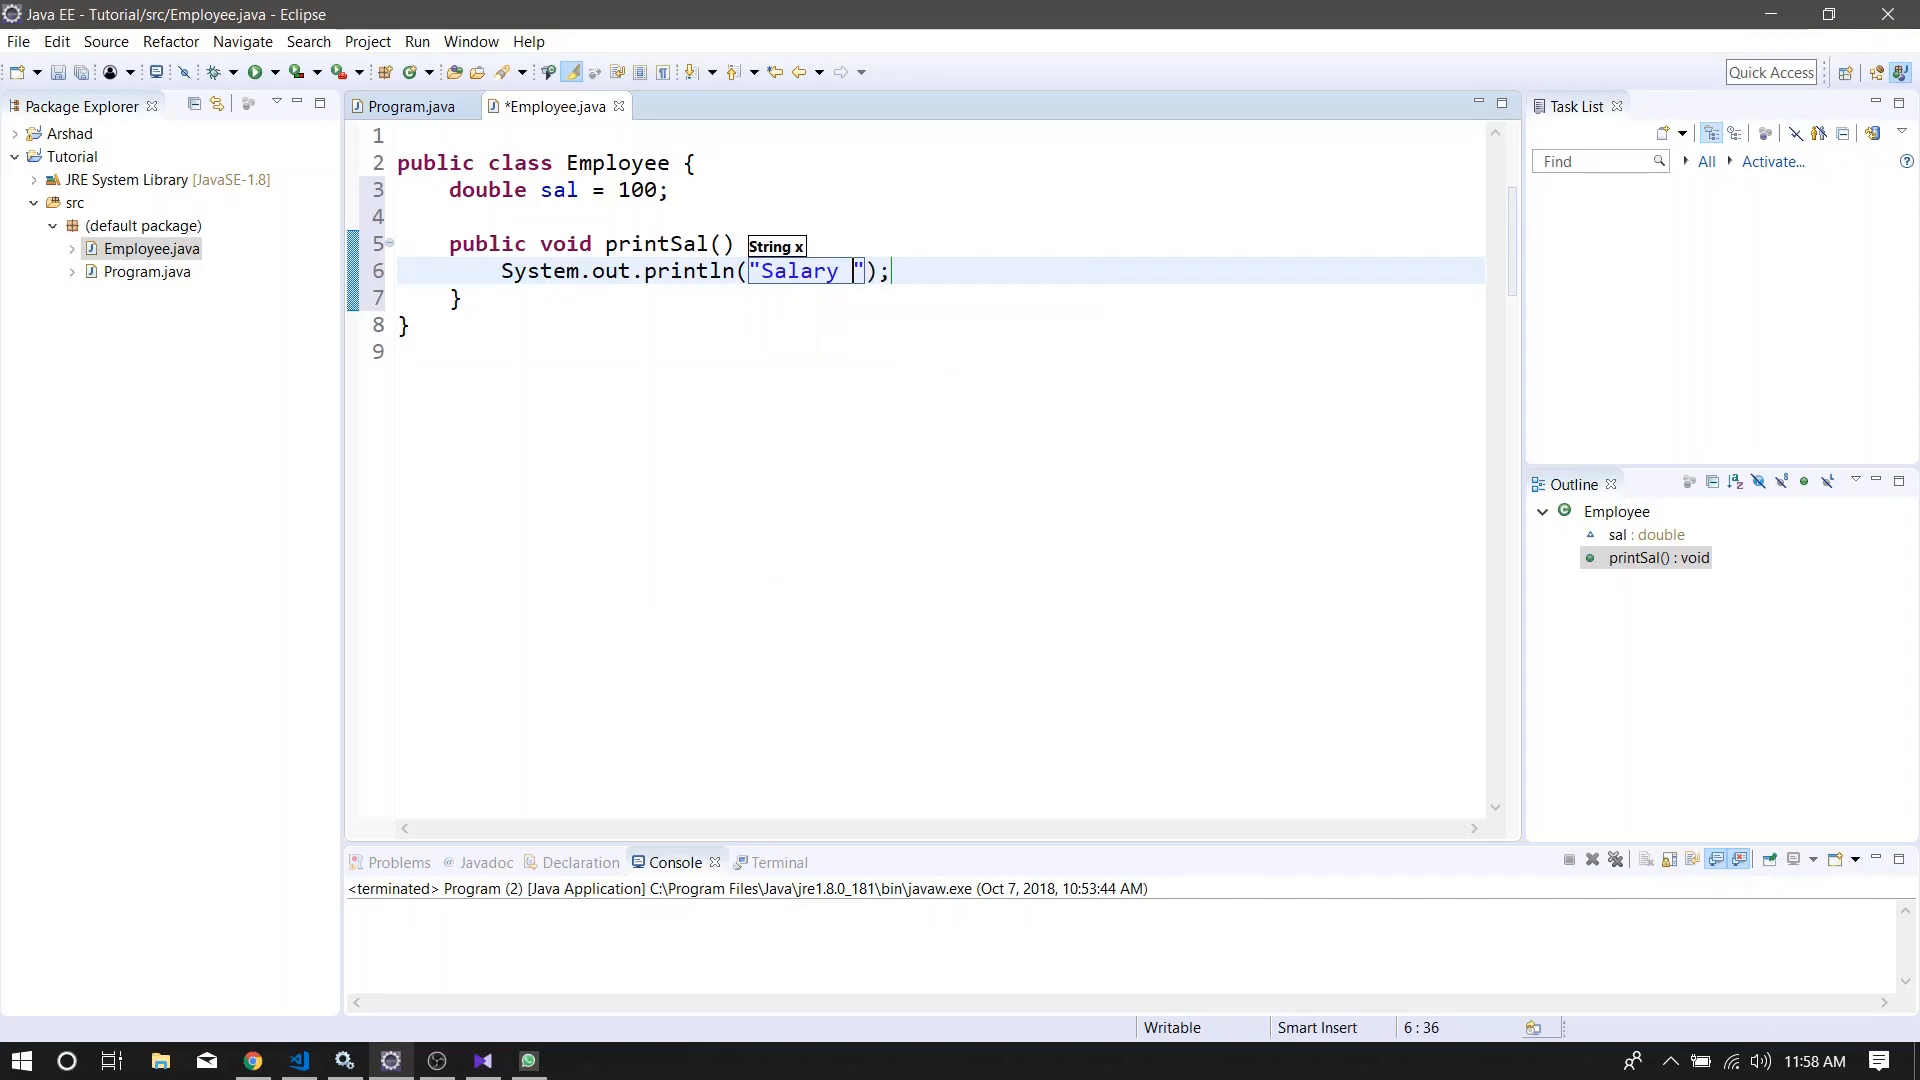 Java EE - Tutorial/src/Employee.java - Eclipse
File Edit Source Refactor Navigate Search Project Run Window Help
Quick Access
Package Explorer
Arshad
Tutorial
JRE System Library [JavaSE-1.8]
src
(default package)
Employee.java
Program.java
Program.java *Employee.java
1
2 public class Employee {
3 double sal = 100;
4
5 public void printSal() String x
6 System.out.println("Salary ");
7 }
8 }
9
Task List
Find All Activate...
Outline
Employee
sal : double
printSal() : void
Problems @ Javadoc Declaration Console Terminal
<terminated> Program (2) [Java Application] C:\Program Files\Java\jre1.8.0_181\bin\javaw.exe (Oct 7, 2018, 10:53:44 AM)
Writable Smart Insert 6 : 36
11:58 AM